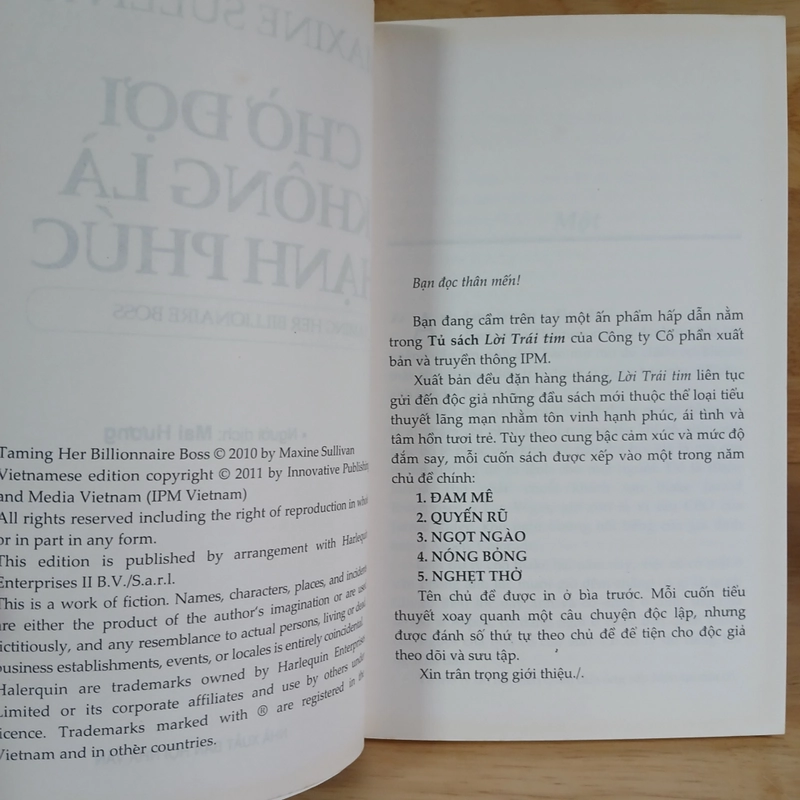 Taming Her Billionnaire Boss © 2010 by Maxine Sullivan
Vietnamese edition copyright © 2011 by Innovative Publishing
and Media Vietnam (IPM Vietnam)
All rights reserved including the right of reproduction in whole
or in part in any form.
This edition is published by arrangement with Harlequin
Enterprises II B.V./S.a.r.l.
This is a work of fiction. Names, characters, places, and incidents
are either the product of the author's imagination or are used
fictitiously, and any resemblance to actual persons, living or dead,
business establishments, events, or locales is entirely coincidental.
Halerquin are trademarks owned by Harlequin Enterprises
Limited or its corporate affiliates and use by others under
licence. Trademarks marked with ® are registered in the
Vietnam and in other countries.
Bạn đọc thân mến!
Bạn đang cầm trên tay một ấn phẩm hấp dẫn nằm
trong Tủ sách Lời Trái tim của Công ty Cổ phần xuất
bản và truyền thông IPM.
Xuất bản đều đặn hàng tháng, Lời Trái tim liên tục
gửi đến độc giả những đầu sách mới thuộc thể loại tiểu
thuyết lãng mạn nhằm tôn vinh hạnh phúc, ái tình và
tâm hồn tươi trẻ. Tùy theo cung bậc cảm xúc và mức độ
đắm say, mỗi cuốn sách được xếp vào một trong năm
chủ đề chính:
1. ĐAM MÊ
2. QUYẾN RŨ
3. NGỌT NGÀO
4. NÓNG BỎNG
5. NGHẸT THỞ
Tên chủ đề được in ở bìa trước. Mỗi cuốn tiểu
thuyết xoay quanh một câu chuyện độc lập, nhưng
được đánh số thứ tự theo chủ đề để tiện cho độc giả
theo dõi và sưu tập.
Xin trân trọng giới thiệu./.